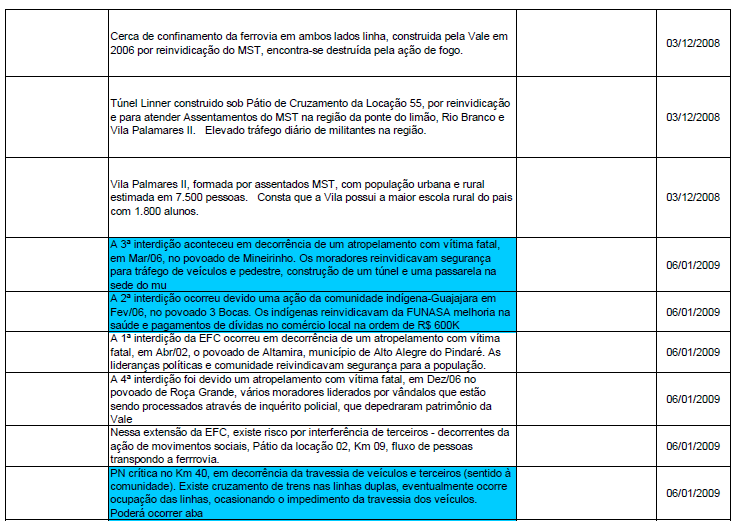 Cerca de confinamento da ferrovia em ambos lados linha, construida pela Vale em
2006 por reinvidicação do MST, encontra-se destruída pela ação de fogo.
03/12/2008
Túnel Linner construido sob Pátio de Cruzamento da Locação 55, por reinvidicação
e para atender Assentamentos do MST na região da ponte do limão, Rio Branco e
Vila Palamares II. Elevado tráfego diário de militantes na região.
03/12/2008
Vila Palmares II, formada por assentados MST, com população urbana e rural
estimada em 7.500 pessoas. Consta que a Vila possui a maior escola rural do pais
com 1.800 alunos.
03/12/2008
A 3ª interdição aconteceu em decorrência de um atropelamento com vítima fatal,
em Mar/06, no povoado de Mineirinho. Os moradores reinvidicavam segurança
para tráfego de veículos e pedestre, construção de um túnel e uma passarela na
sede do mu
06/01/2009
A 2ª interdição ocorreu devido uma ação da comunidade indígena-Guajajara em
Fev/06, no povoado 3 Bocas. Os indígenas reinvidicavam da FUNASA melhoria na
saúde e pagamentos de dívidas no comércio local na ordem de R$ 600K
06/01/2009
A 1ª interdição da EFC ocorreu em decorrência de um atropelamento com vítima
fatal, em Abr/02, o povoado de Altamira, município de Alto Alegre do Pindaré. As
lideranças políticas e comunidade reivindicavam segurança para a população.
06/01/2009
A 4ª interdição foi devido um atropelamento com vítima fatal, em Dez/06 no
povoado de Roça Grande, vários moradores liderados por vândalos que estão
sendo processados através de inquérito policial, que depedraram patrimônio da
Vale
06/01/2009
Nessa extensão da EFC, existe risco por interferência de terceiros - decorrentes da
ação de movimentos sociais, Pátio da locação 02, Km 09, fluxo de pessoas
transpondo a ferrrovia.
06/01/2009
PN crítica no Km 40, em decorrência da travessia de veículos e terceiros (sentido à
comunidade). Existe cruzamento de trens nas linhas duplas, eventualmente ocorre
ocupação das linhas, ocasionando o impedimento da travessia dos veículos.
Poderá ocorrer aba
06/01/2009